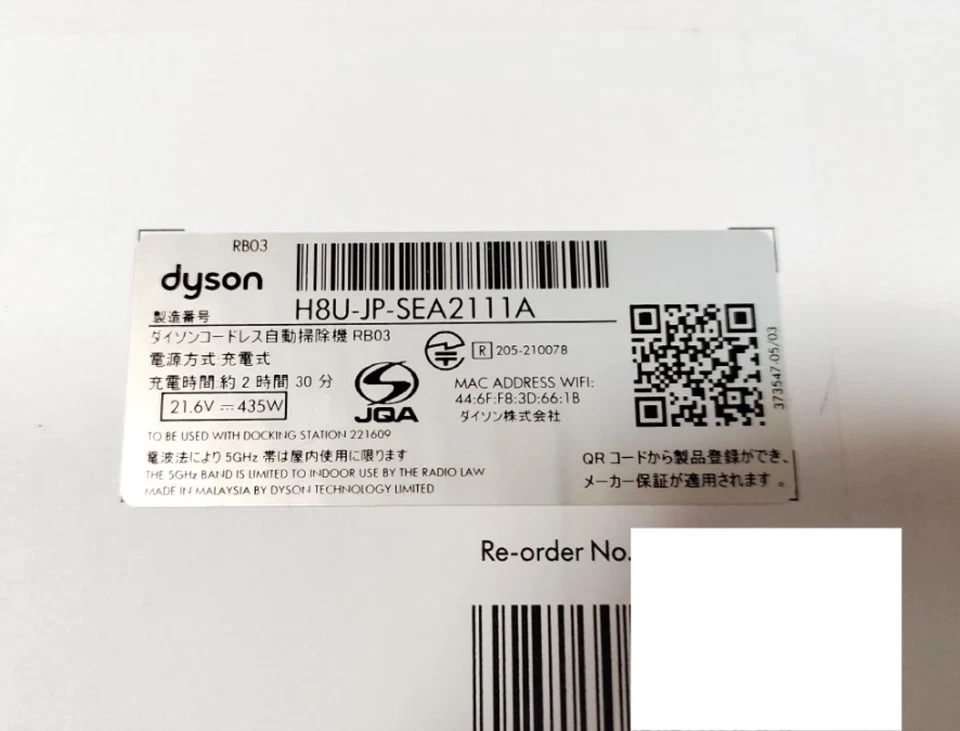 RB03
dyson
製造番号
H8U-JP-SEA2111A
ダイソンコードレス自動掃除機 RB03
電源方式:充電式
充電時間:約 2 時間 30 分
21.6V ⎓ 435W
JQA
R 205-210078
MAC ADDRESS WIFI:
44:6F:F8:3D:66:1B
ダイソン株式会社
373547-05/03
TO BE USED WITH DOCKING STATION 221609
電波法により 5GHz 帯は屋内使用に限ります
THE 5GHz BAND IS LIMITED TO INDOOR USE BY THE RADIO LAW
MADE IN MALAYSIA BY DYSON TECHNOLOGY LIMITED
QR コードから製品登録ができ、
メーカー保証が適用されます 。
Re-order No.